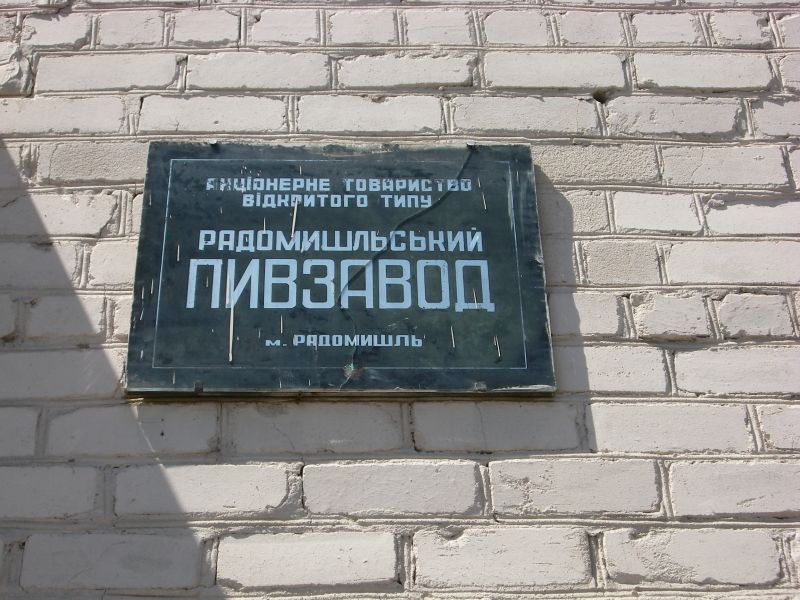 АКЦІОНЕРНЕ ТОВАРИСТВО
ВІДКРИТОГО ТИПУ
РАДОМИШЛЬСЬКИЙ
ПИВЗАВОД
м. РАДОМИШЛЬ